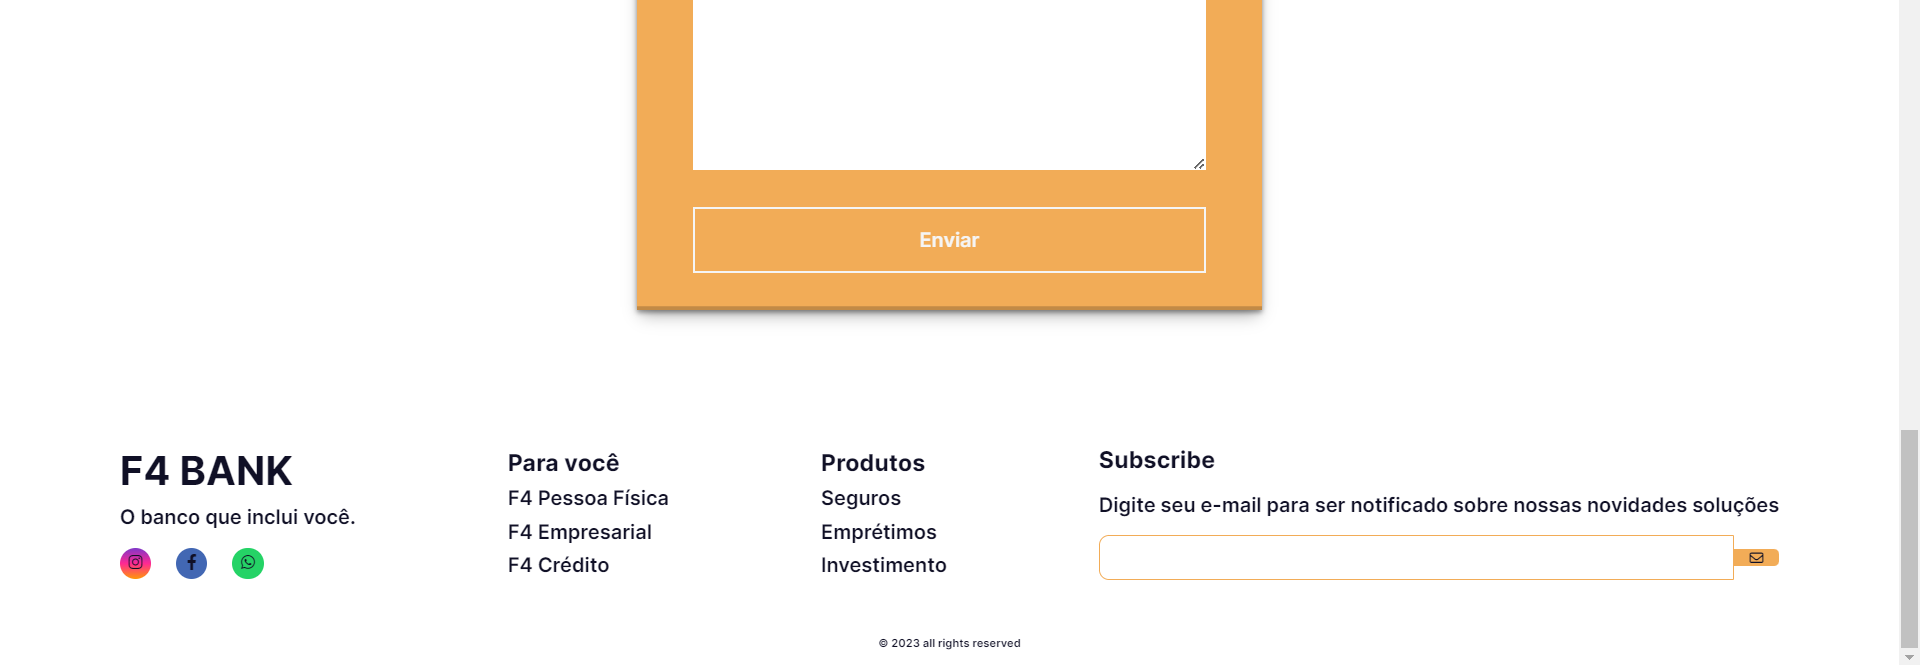 Enviar
F4 BANK
O banco que inclui você.
Para você
F4 Pessoa Física
F4 Empresarial
F4 Crédito
Produtos
Seguros
Emprétimos
Investimento
Subscribe
Digite seu e-mail para ser notificado sobre nossas novidades soluções
© 2023 all rights reserved